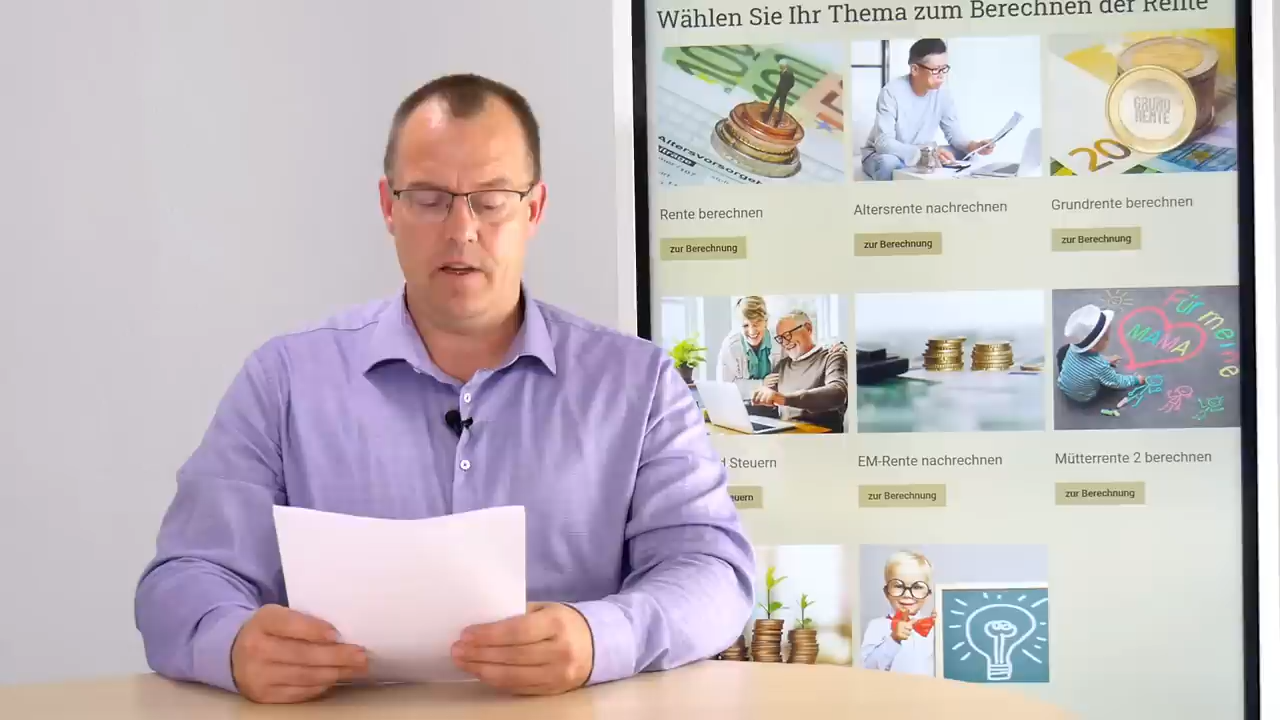 Wählen Sie Ihr Thema zum Berechnen der Rente
Altersvorsorge
GRUND
RENTE
20
Rente berechnen
Altersrente nachrechnen
Grundrente berechnen
zur Berechnung
zur Berechnung
zur Berechnung
Für meine
MAMA
Steuern
EM-Rente nachrechnen
Mütterrente 2 berechnen
zur Berechnung
zur Berechnung